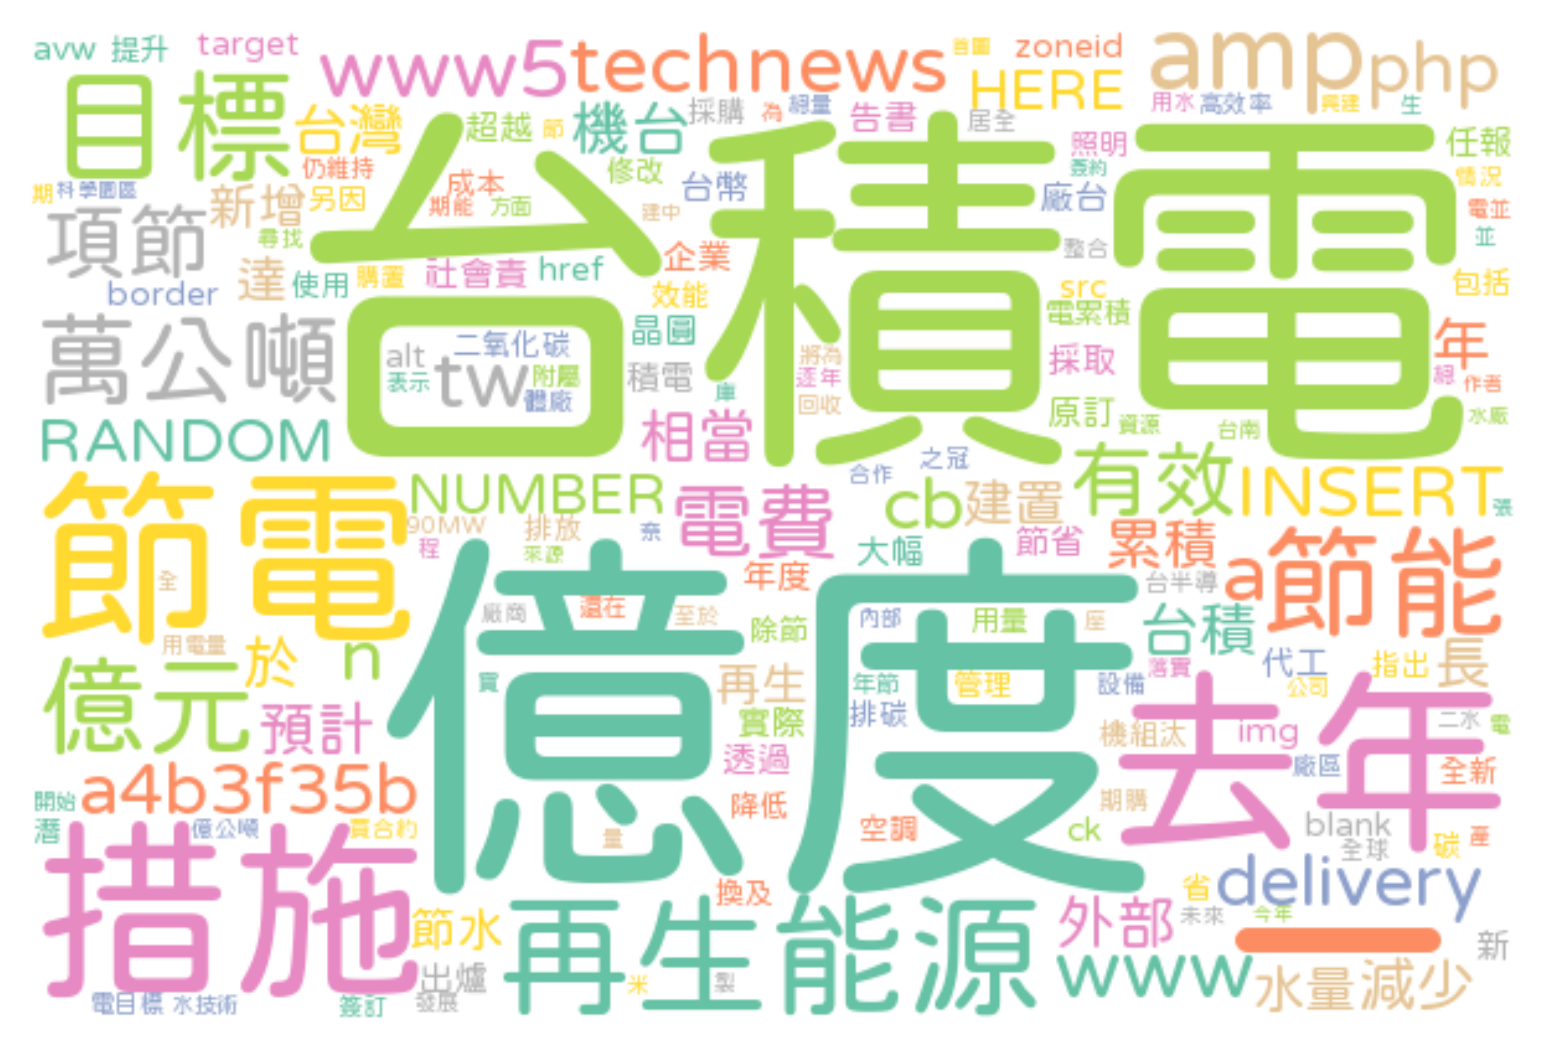 avw 提升 target www5 technews 首圖 zoneid amp php
目標 台灣 超越 節 機台 採購 為 總量 告書 居全 HERE 用水 高效率 興建 生
台積電
仍維持 修改 照明 簽約 任報
期 科學園區 新增 另因 成本 期能 方面 台幣 建中 廠台 情況 電並
項節 尋找 企業 整合 並
達 使用 購置 社會責 href 效能 src 包括
border 晶圓 電累積
萬公噸 alt 二氧化碳 tw 表示 附屬 體廠 積電 將為 逐年 庫 回收 採取 年 總 作者
RANDOM 相當 原訂 資源 台南 水廠
合作 之冠 有效
節電 NUMBER 90MW 程 排放 來源 奈 電費 cb 建置 INSERT 張
億度
大幅 節省 累積 a 節能
全 年度 台半導
廠商 還在 至於 除節 內部 用量 座 台積
用電量 於 n 落實 代工 指出 長
億元 買 再生 年節 管理 設備 公司
預計 實際 排碳 去年 機組汰 img 二水 電
透過 廠區 全新
a4b3f35b 開始 降低 期購 blank
潛 億公噸 買合約 量 空調 ck 全球 碳 產
措施 換及 省 delivery
節水 再生能源 外部 未來 今年
出爐 米 製 www 水量減少 新
電目標 水技術 簽訂 發展